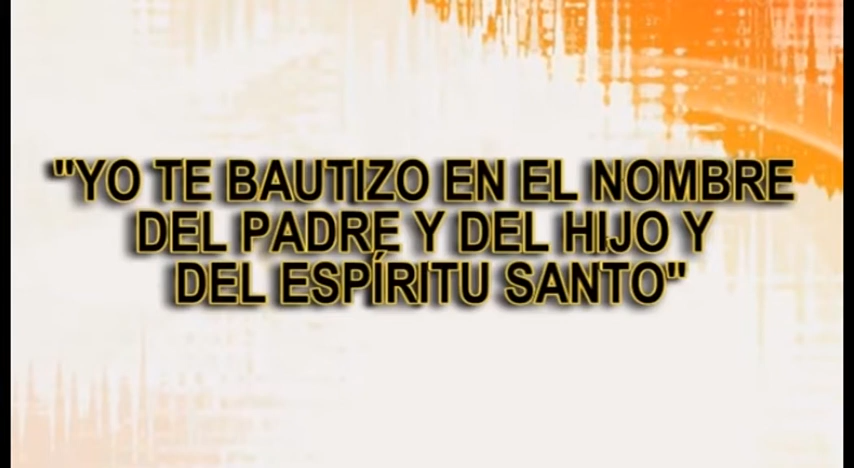 "YO TE BAUTIZO EN EL NOMBRE
DEL PADRE Y DEL HIJO Y
DEL ESPÍRITU SANTO"